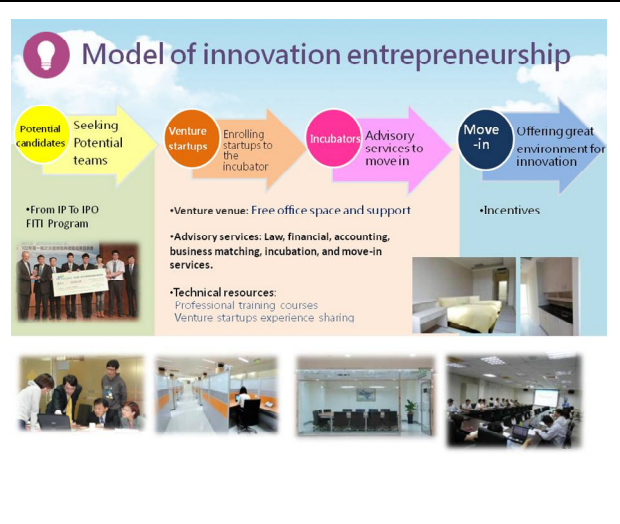 Model of innovation entrepreneurship
Potential
candidates
Seeking
Potential
teams
Venture
startups
Enrolling
startups to
the
incubator
Incubators
Advisory
services to
move in
Move
-in
Offering great
environment for
innovation
•From IP To IPO
FITI Program
•Venture venue: Free office space and support
•Advisory services: Law, financial, accounting,
business matching, incubation, and move-in
services.
•Technical resources:
Professional training courses
Venture startups experience sharing
•Incentives